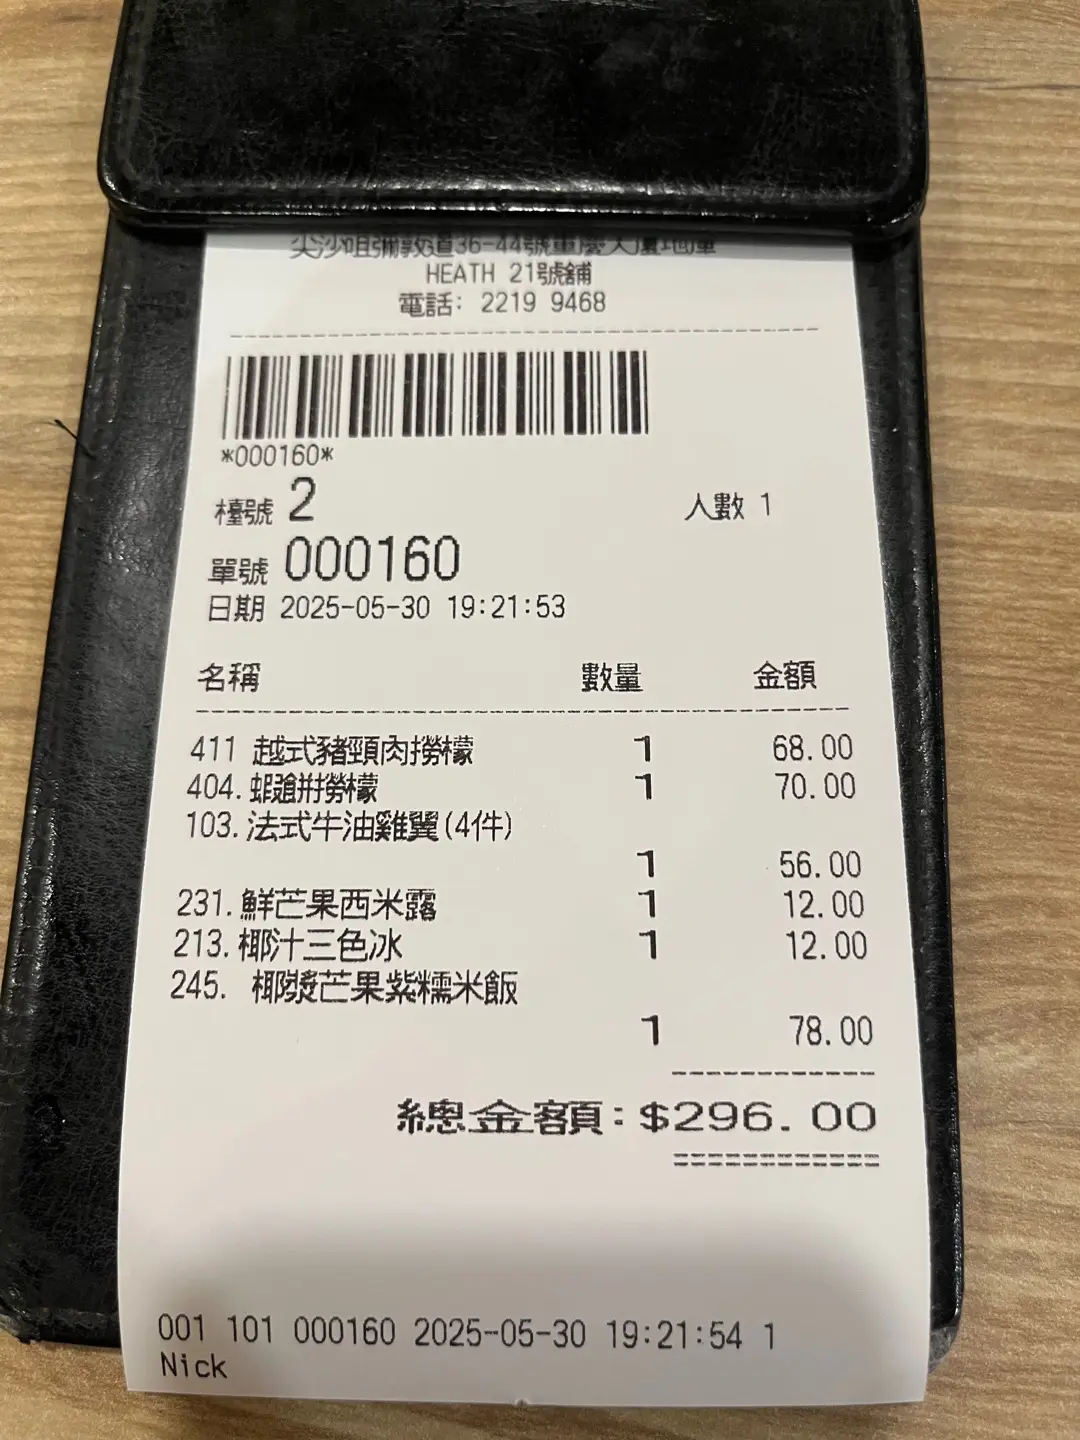 尖沙咀彌敦道36-44號重慶大廈地庫
HEATH 21號舖
電話: 2219 9468
*000160*
檯號 2 人數 1
單號 000160
日期 2025-05-30 19:21:53
名稱 數量 金額
411 越式豬頸肉撈檬 1 68.00
404. 蝦餹併撈檬 1 70.00
103. 法式牛油雞翼(4件)
1 56.00
231. 鮮芒果西米露 1 12.00
213. 椰汁三色冰 1 12.00
245. 椰漿芒果紫糯米飯
1 78.00
總金額: $296.00
001 101 000160 2025-05-30 19:21:54 1
Nick